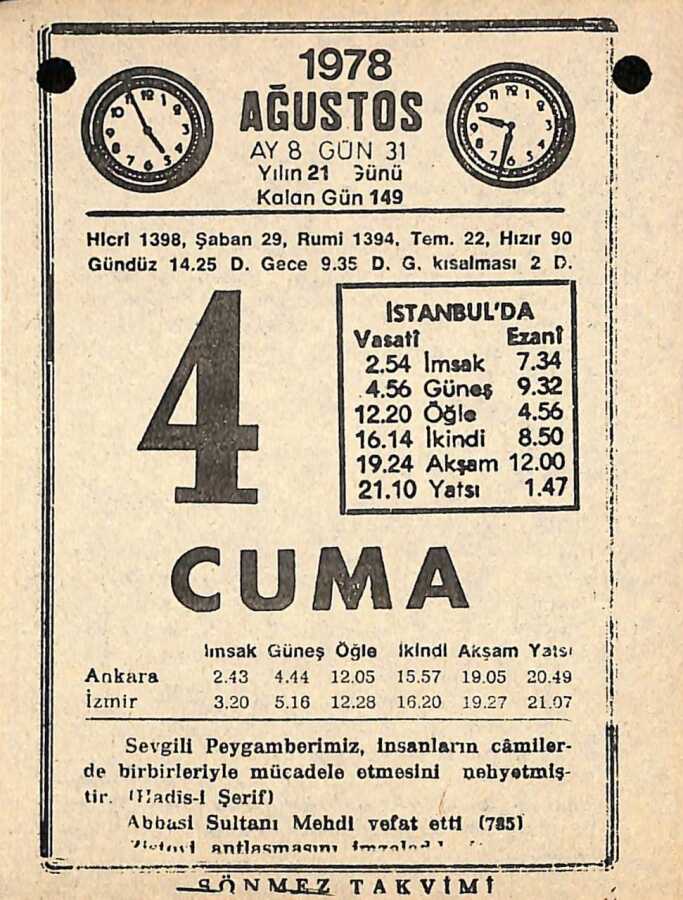 1978
AĞUSTOS
AY 8 GÜN 31
Yılın 21 Günü
Kalan Gün 149
Hicri 1398, Şaban 29, Rumi 1394, Tem. 22, Hızır 90
Gündüz 14.25 D. Gece 9.35 D. G. kısalması 2 D.
4
İSTANBUL'DA
Vasatî Ezanî
2.54 İmsak 7.34
4.56 Güneş 9.32
12.20 Öğle 4.56
16.14 İkindi 8.50
19.24 Akşam 12.00
21.10 Yatsı 1.47
CUMA
İmsak Güneş Öğle İkindi Akşam Yatsı
Ankara 2.43 4.44 12.05 15.57 19.05 20.49
İzmir 3.20 5.16 12.28 16.20 19.27 21.07
Sevgili Peygamberimiz, insanların câmiler-
de birbirleriyle mücadele etmesini nehyetmiş-
tir. (Hadis-i Şerif)
Abbasi Sultanı Mehdi vefat etti (785)
antlaşmasını
SÖNMEZ TAKVİMİ